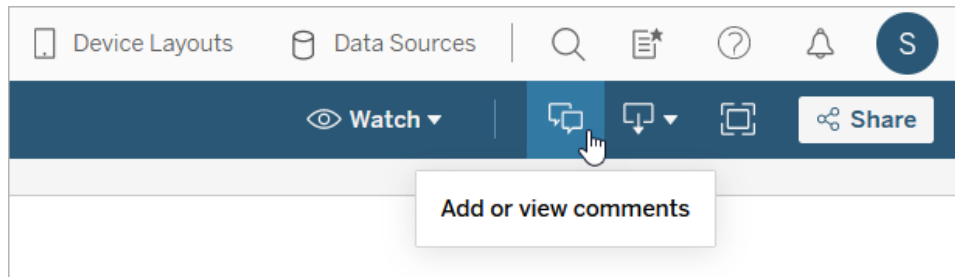 Device Layouts Data Sources S
Watch Share
Add or view comments